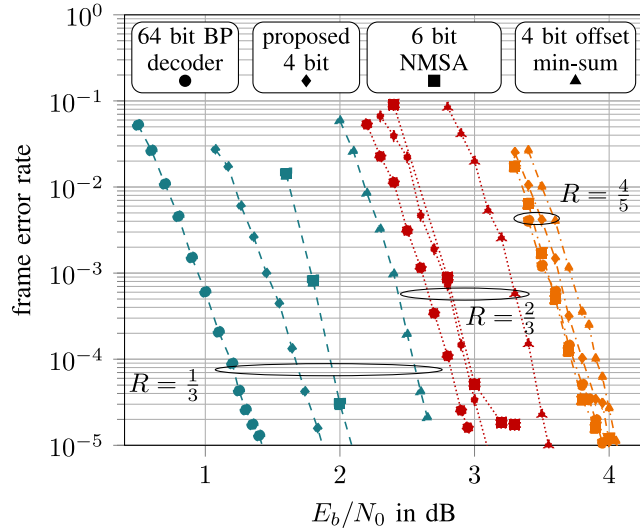 64 bit BP
decoder
proposed
4 bit
6 bit
NMSA
4 bit offset
min-sum
10^0
10^{-1}
10^{-2}
10^{-3}
10^{-4}
10^{-5}
frame error rate
R = 4/5
R = 2/3
R = 1/3
1 2 3 4
E_b/N_0 in dB